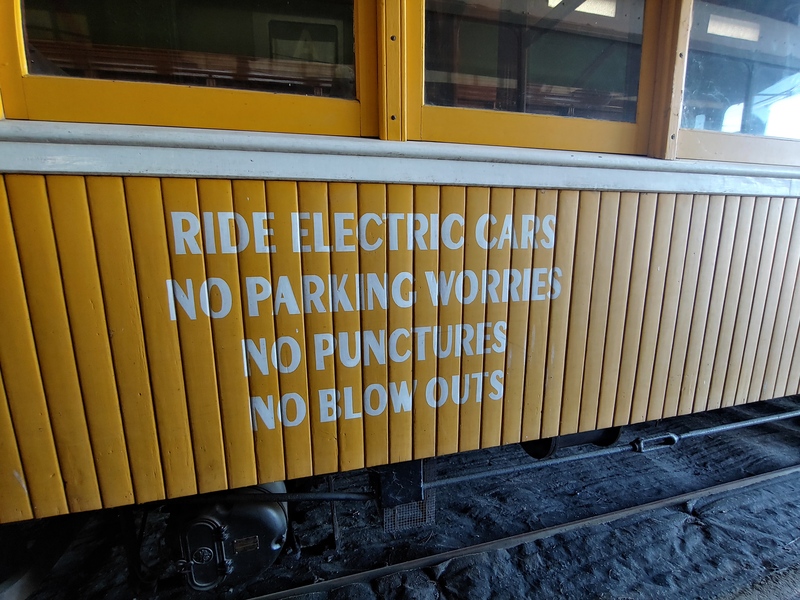 RIDE ELECTRIC CARS
NO PARKING WORRIES
NO PUNCTURES
NO BLOW OUTS